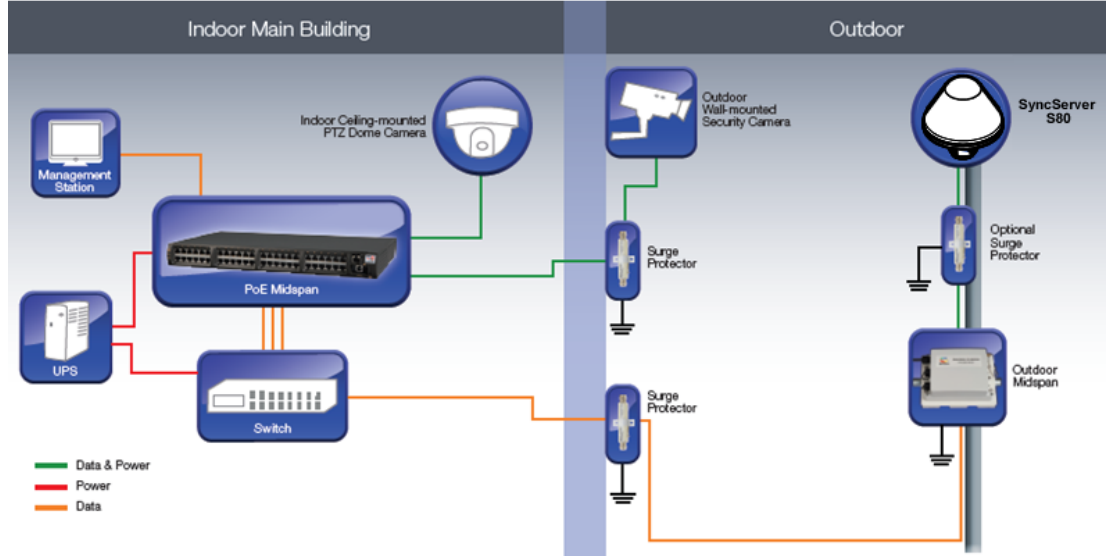 Indoor Main Building
Outdoor
Indoor Ceiling-mounted
PTZ Dome Camera
Outdoor
Wall-mounted
Security Camera
SyncServer
S80
Management
Station
PoE Midspan
Surge
Protector
Optional
Surge
Protector
UPS
Switch
Surge
Protector
Outdoor
Midspan
Data & Power
Power
Data